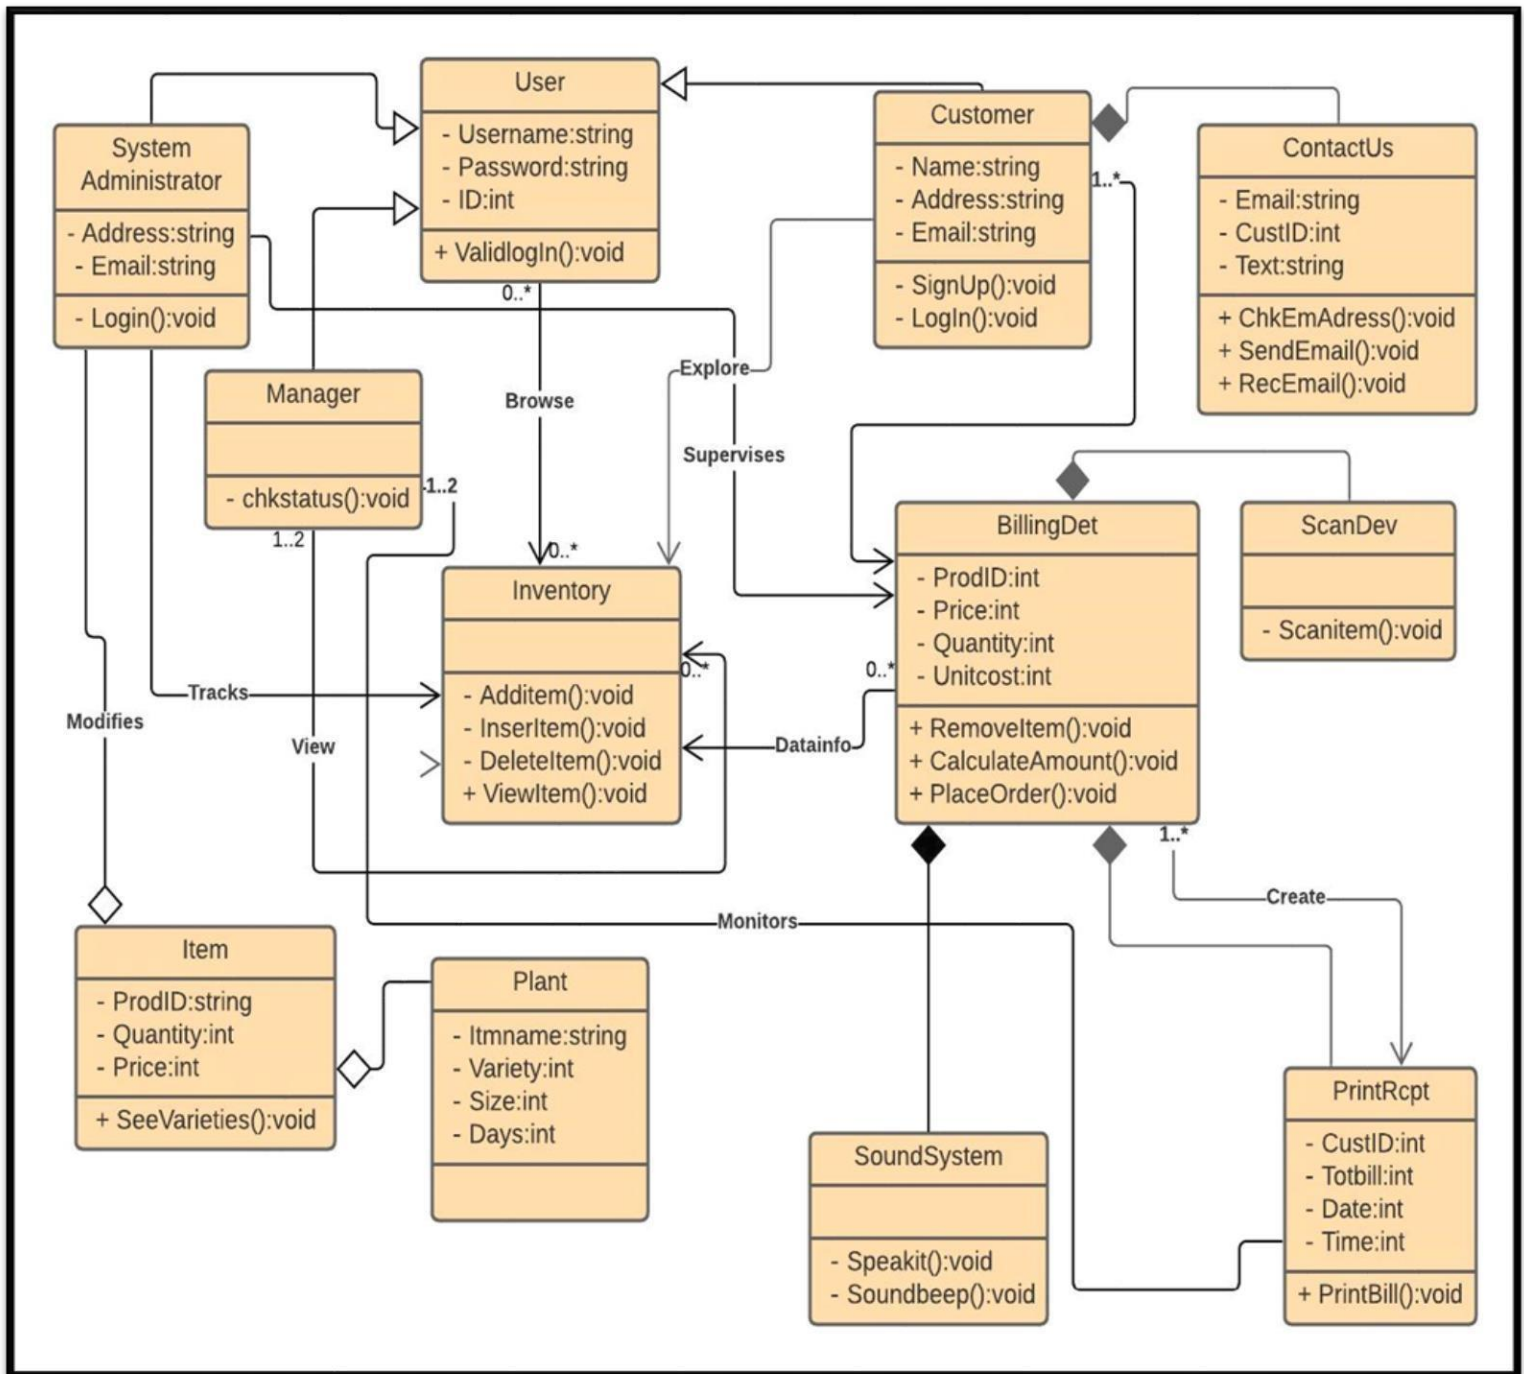 User
- Username:string
- Password:string
- ID:int
+ ValidlogIn():void
0..*
System
Administrator
- Address:string
- Email:string
- Login():void
Customer
- Name:string
- Address:string
- Email:string
- SignUp():void
- LogIn():void
1..*
ContactUs
- Email:string
- CustID:int
- Text:string
+ ChkEmAdress():void
+ SendEmail():void
+ RecEmail():void
Manager
- chkstatus():void
1..2
1..2
Browse
Explore
Supervises
0..*
Inventory
- Additem():void
- InserItem():void
- DeleteItem():void
+ ViewItem():void
0..*
BillingDet
- ProdID:int
- Price:int
- Quantity:int
- Unitcost:int
+ RemoveItem():void
+ CalculateAmount():void
+ PlaceOrder():void
0..*
1..*
ScanDev
- Scanitem():void
Tracks
Modifies
View
Datainfo
Create
Monitors
Item
- ProdID:string
- Quantity:int
- Price:int
+ SeeVarieties():void
Plant
- Itmname:string
- Variety:int
- Size:int
- Days:int
SoundSystem
- Speakit():void
- Soundbeep():void
PrintRcpt
- CustID:int
- Totbill:int
- Date:int
- Time:int
+ PrintBill():void